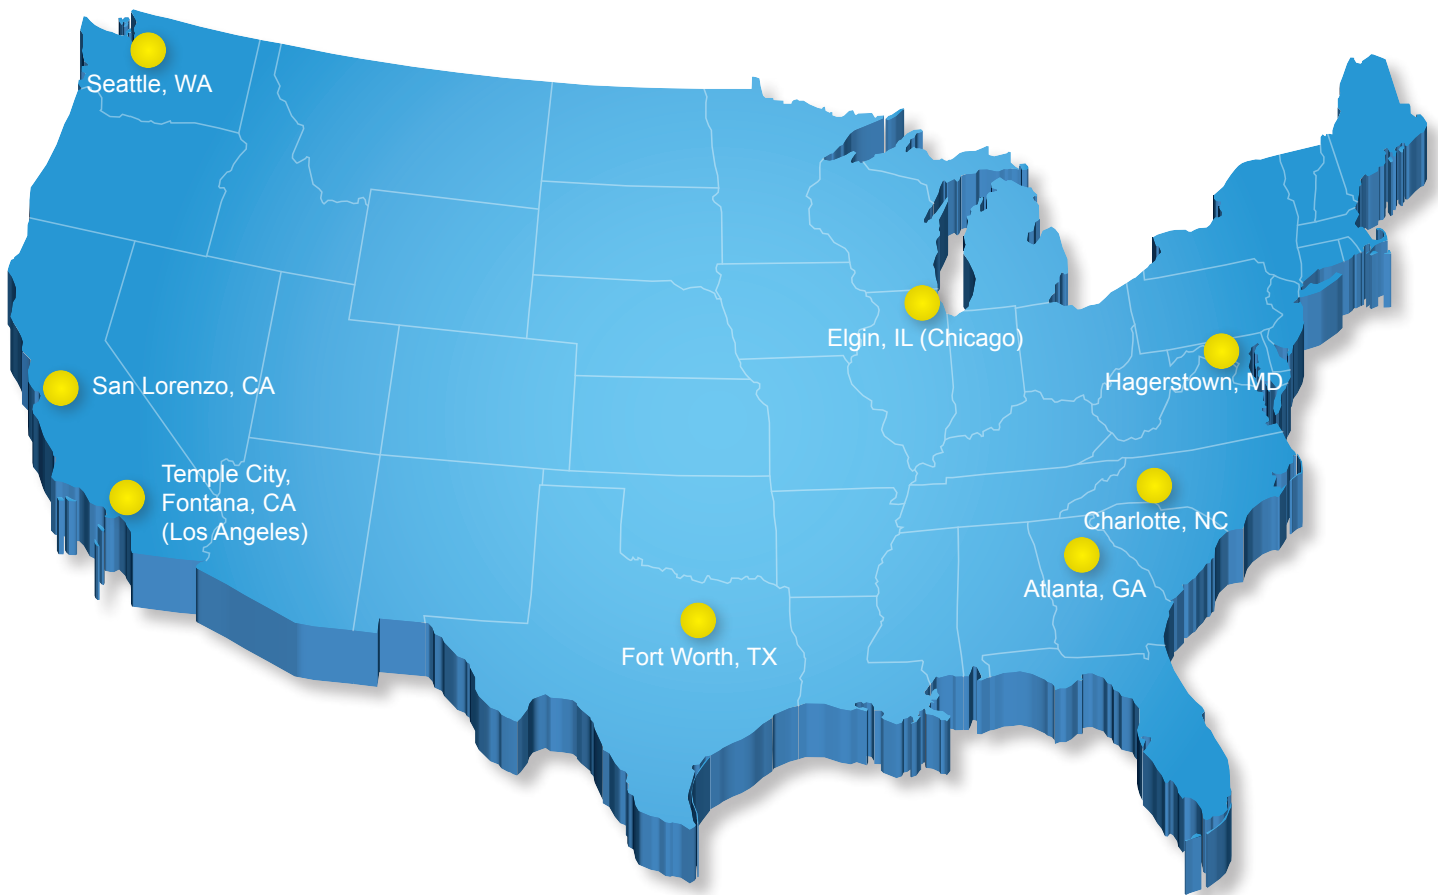 Seattle, WA
Elgin, IL (Chicago)
San Lorenzo, CA
Hagerstown, MD
Temple City,
Fontana, CA
(Los Angeles)
Charlotte, NC
Atlanta, GA
Fort Worth, TX